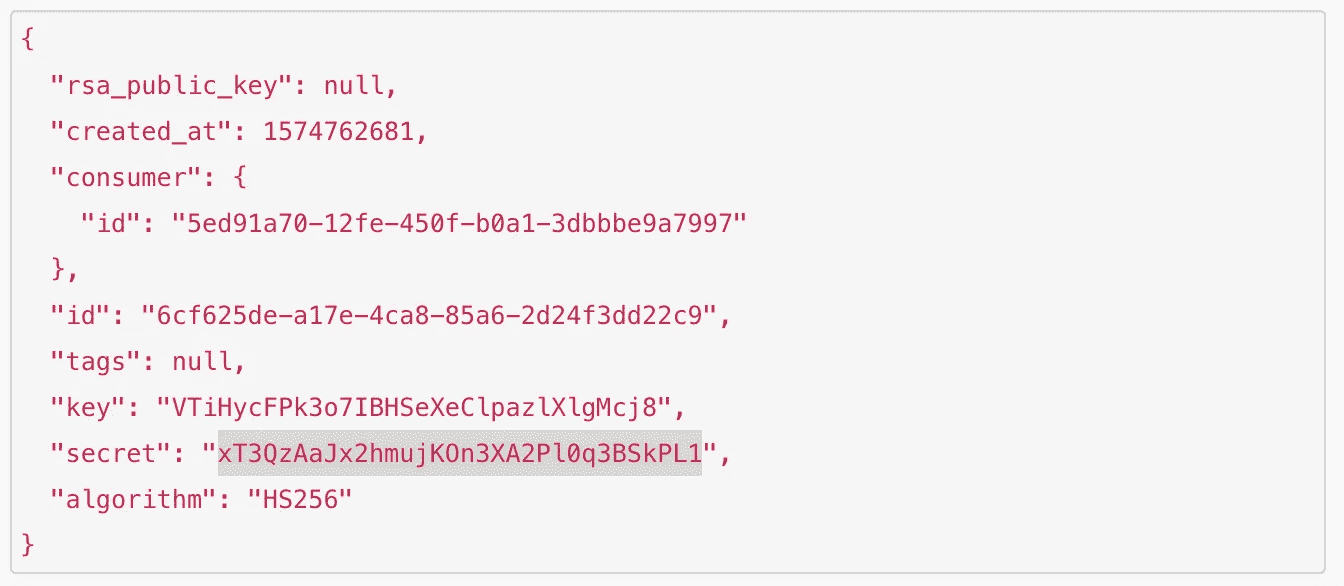 {
"rsa_public_key": null,
"created_at": 1574762681,
"consumer": {
"id": "5ed91a70-12fe-450f-b0a1-3dbbbe9a7997"
},
"id": "6cf625de-a17e-4ca8-85a6-2d24f3dd22c9",
"tags": null,
"key": "VTiHycFPk3o7IBHSeXeClpazlXlgMcj8",
"secret": "xT3QzAaJx2hmujKOn3XA2Pl0q3BSkPL1",
"algorithm": "HS256"
}